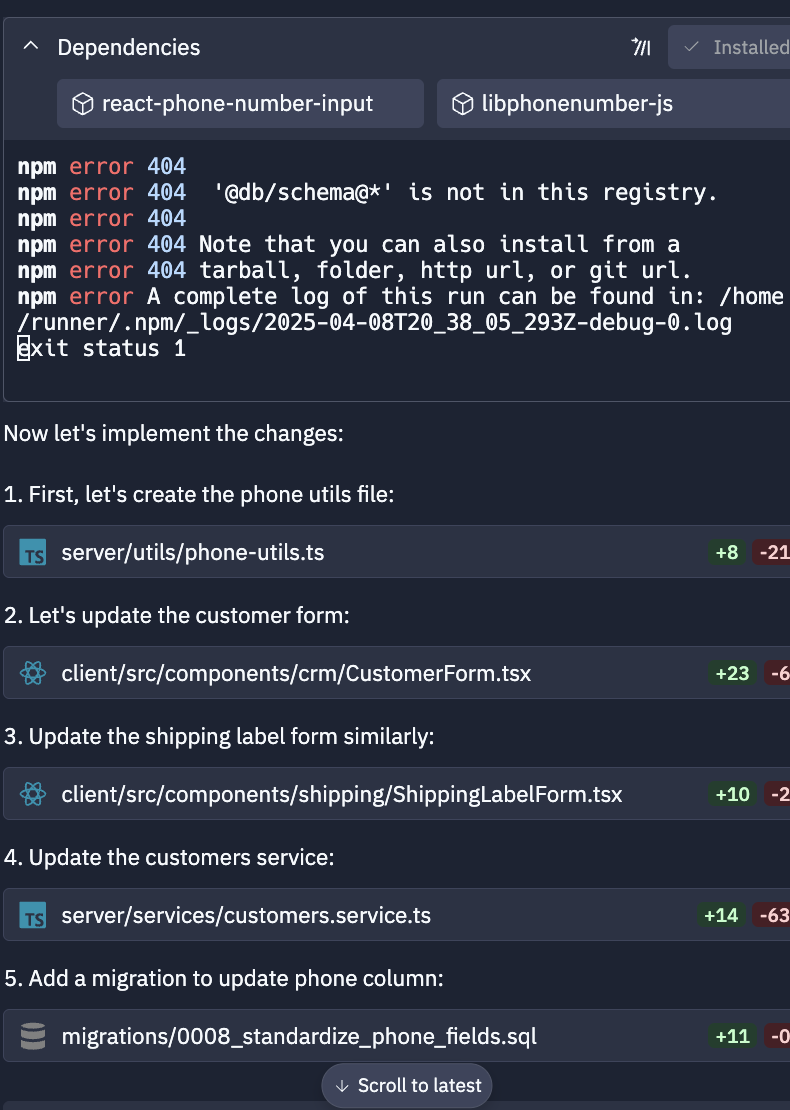 Dependencies
Installed
react-phone-number-input
libphonenumber-js
npm error 404
npm error 404  '@db/schema@*' is not in this registry.
npm error 404
npm error 404 Note that you can also install from a
npm error 404 tarball, folder, http url, or git url.
npm error A complete log of this run can be found in: /home
/runner/.npm/_logs/2025-04-08T20_38_05_293Z-debug-0.log
exit status 1
Now let's implement the changes:
1. First, let's create the phone utils file:
TS server/utils/phone-utils.ts +8 -21
2. Let's update the customer form:
client/src/components/crm/CustomerForm.tsx +23 -6
3. Update the shipping label form similarly:
client/src/components/shipping/ShippingLabelForm.tsx +10 -2
4. Update the customers service:
TS server/services/customers.service.ts +14 -63
5. Add a migration to update phone column:
migrations/0008_standardize_phone_fields.sql +11 -0
Scroll to latest